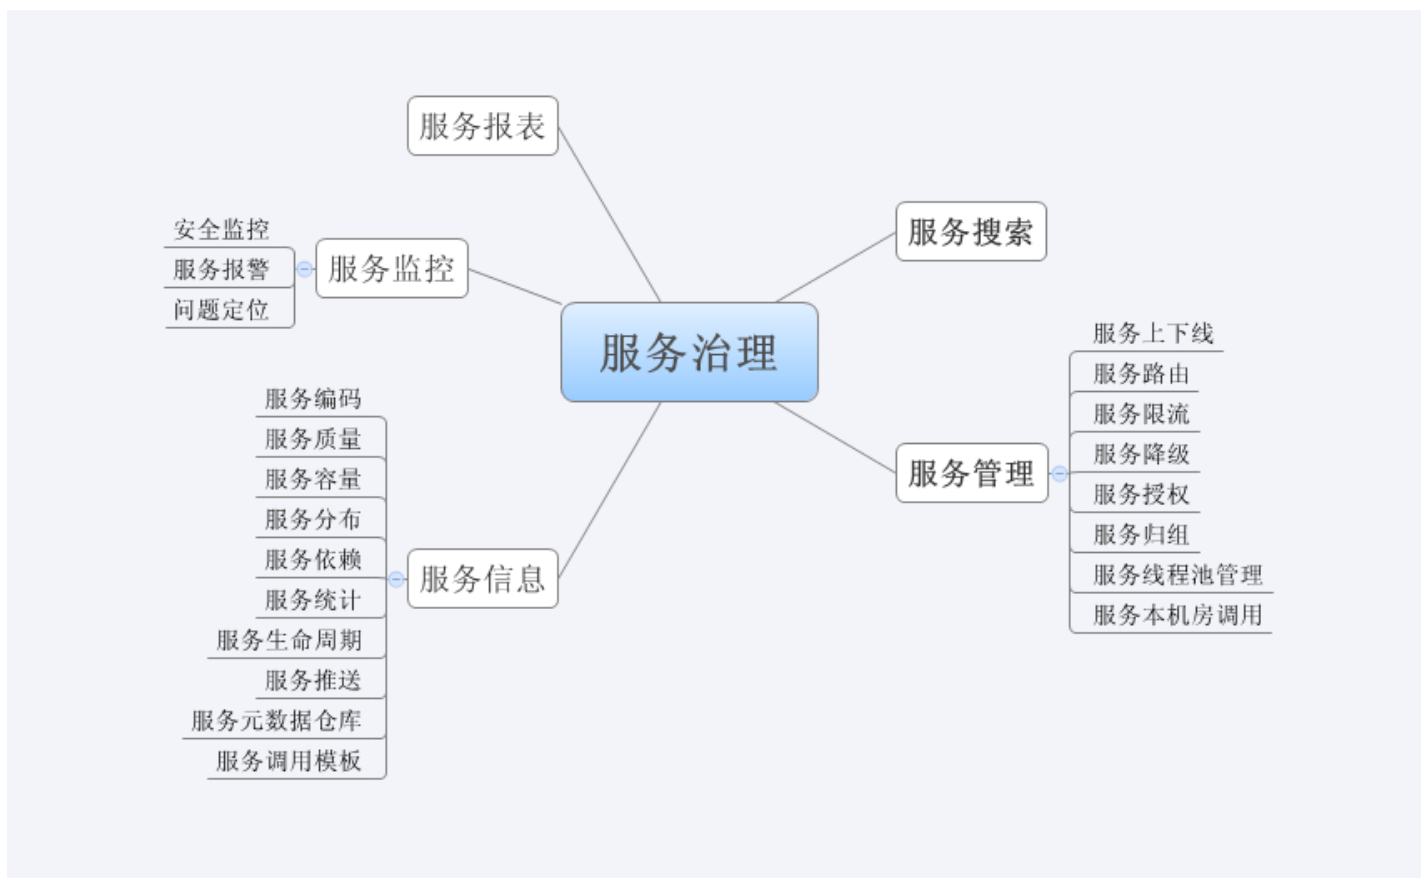 服务治理
服务报表
服务搜索
服务监控
安全监控
服务报警
问题定位
服务管理
服务上下线
服务路由
服务限流
服务降级
服务授权
服务归组
服务线程池管理
服务本机房调用
服务信息
服务编码
服务质量
服务容量
服务分布
服务依赖
服务统计
服务生命周期
服务推送
服务元数据仓库
服务调用模板